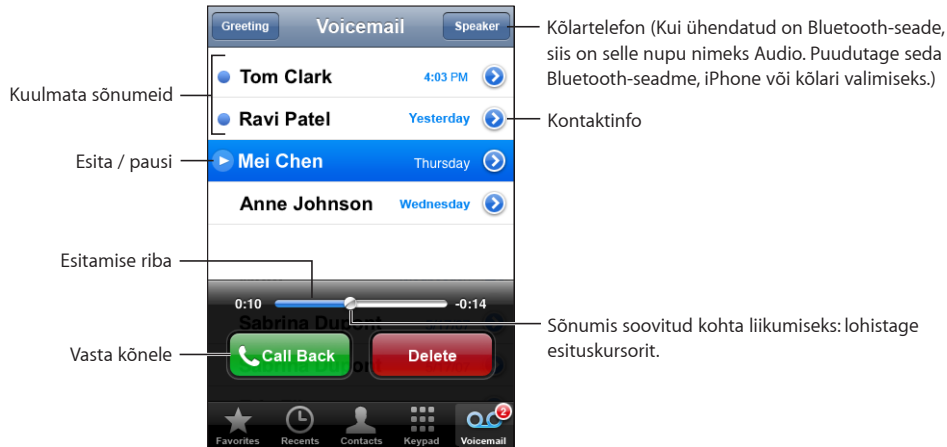 Greeting
Voicemail
Speaker
Kõlartelefon (Kui ühendatud on Bluetooth-seade,
siis on selle nupu nimeks Audio. Puudutage seda
Bluetooth-seadme, iPhone või kõlari valimiseks.)
Tom Clark
4:03 PM
Kuulmata sõnumeid
Ravi Patel
Yesterday
Kontaktinfo
Esita / pausi
Mei Chen
Thursday
Anne Johnson
Wednesday
Esitamise riba
0:10
-0:14
Sabrina Dupont
Sõnumis soovitud kohta liikumiseks: lohistage
esituskursorit.
Vasta kõnele
Call Back
Delete
Favorites
Recents
Contacts
Keypad
Voicemail
2